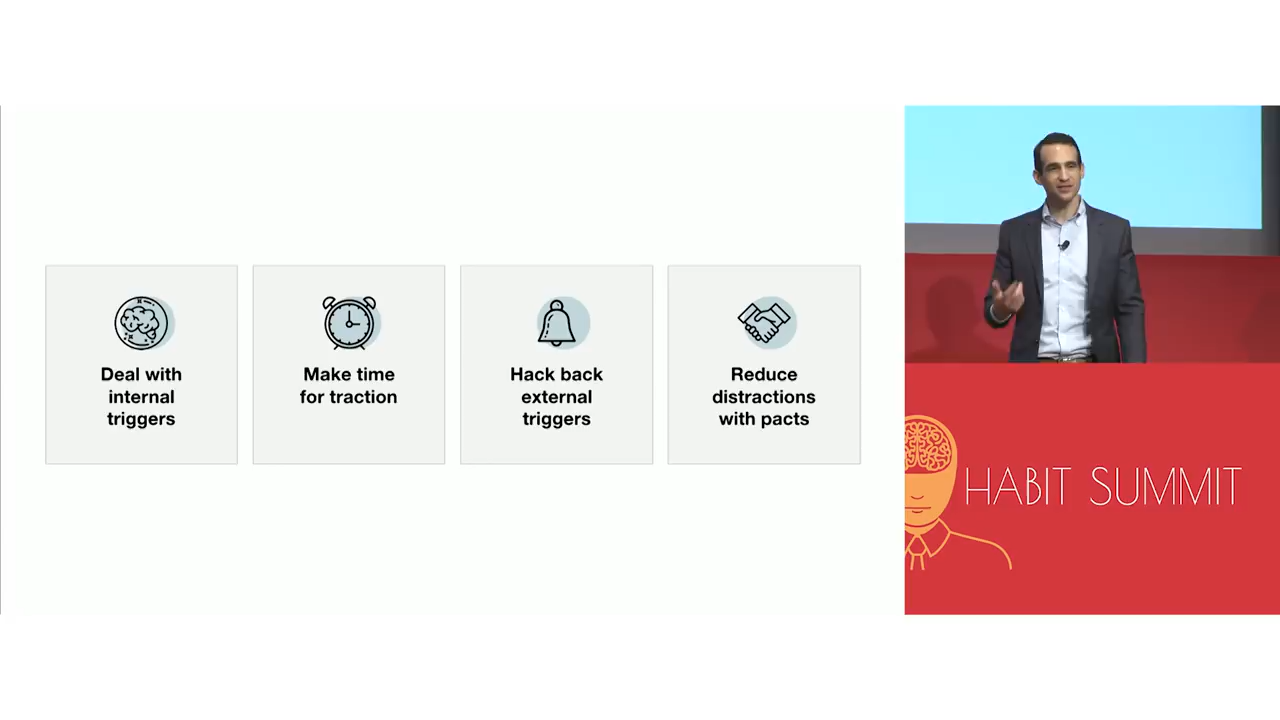 Deal with
internal
triggers
Make time
for traction
Hack back
external
triggers
Reduce
distractions
with pacts
HABIT SUMMIT